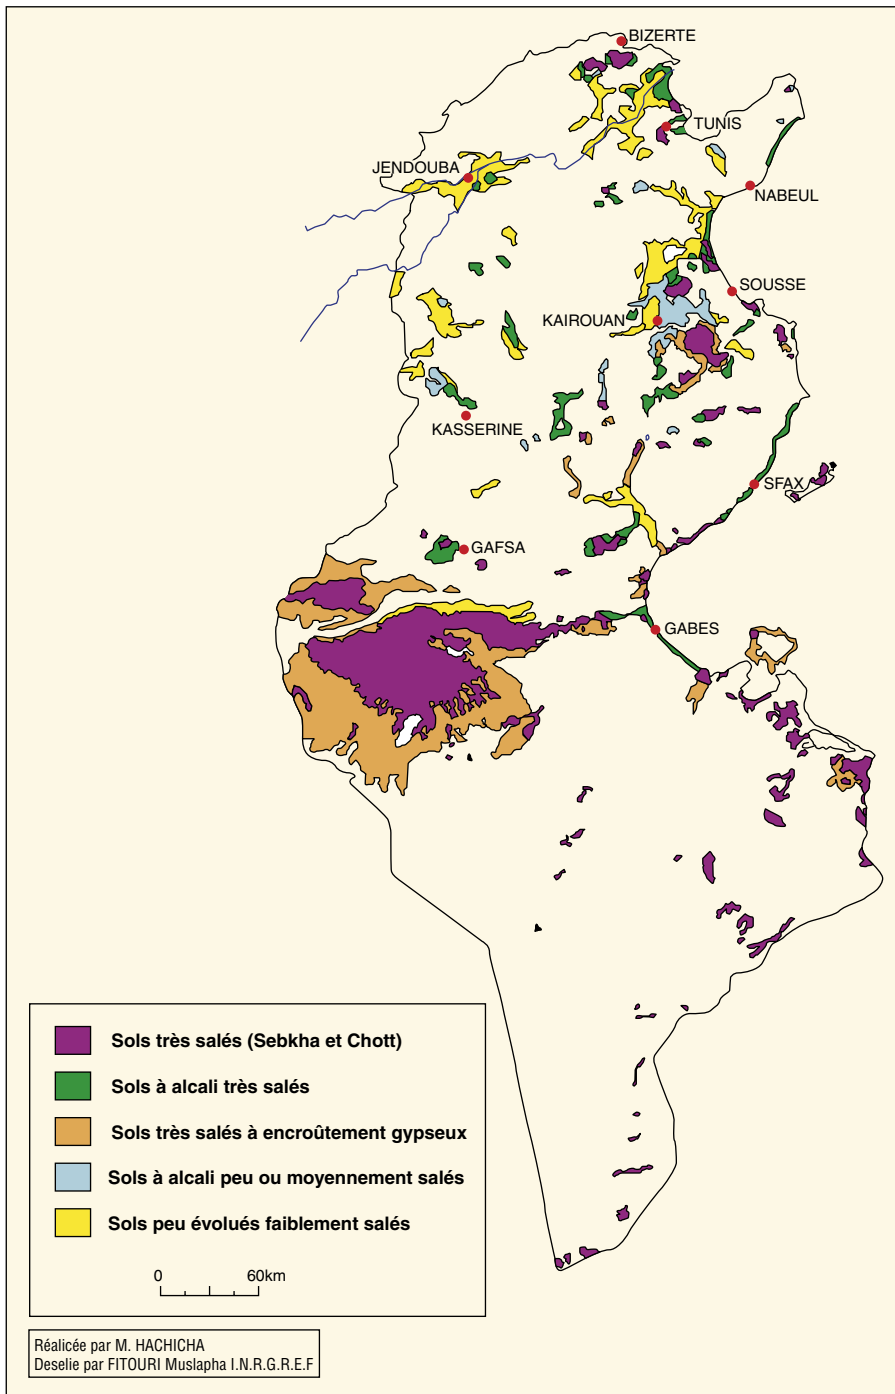 BIZERTE
TUNIS
JENDOUBA
NABEUL
SOUSSE
KAIROUAN
KASSERINE
SFAX
GAFSA
GABES
Sols très salés (Sebkha et Chott)
Sols à alcali très salés
Sols très salés à encroûtement gypseux
Sols à alcali peu ou moyennement salés
Sols peu évolués faiblement salés
0 60km
Réalicée par M. HACHICHA
Deselie par FITOURI Muslapha I.N.R.G.R.E.F